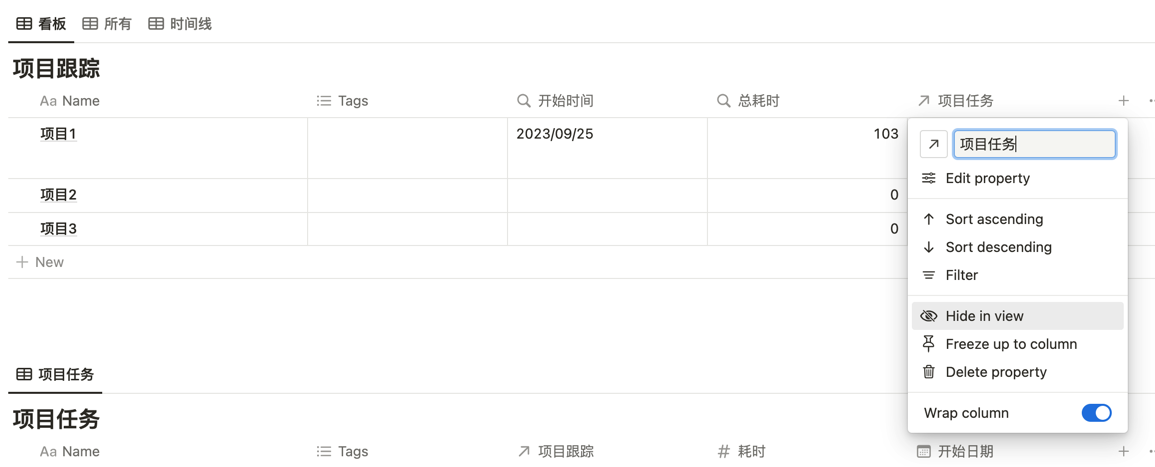 看板 所有 时间线
项目跟踪
Aa Name Tags 开始时间 总耗时 项目任务
项目1 2023/09/25 103
项目2 0
项目3 0
New
项目任务
Edit property
Sort ascending
Sort descending
Filter
Hide in view
Freeze up to column
Delete property
Wrap column
项目任务
项目任务
Aa Name Tags 项目跟踪 # 耗时 开始日期